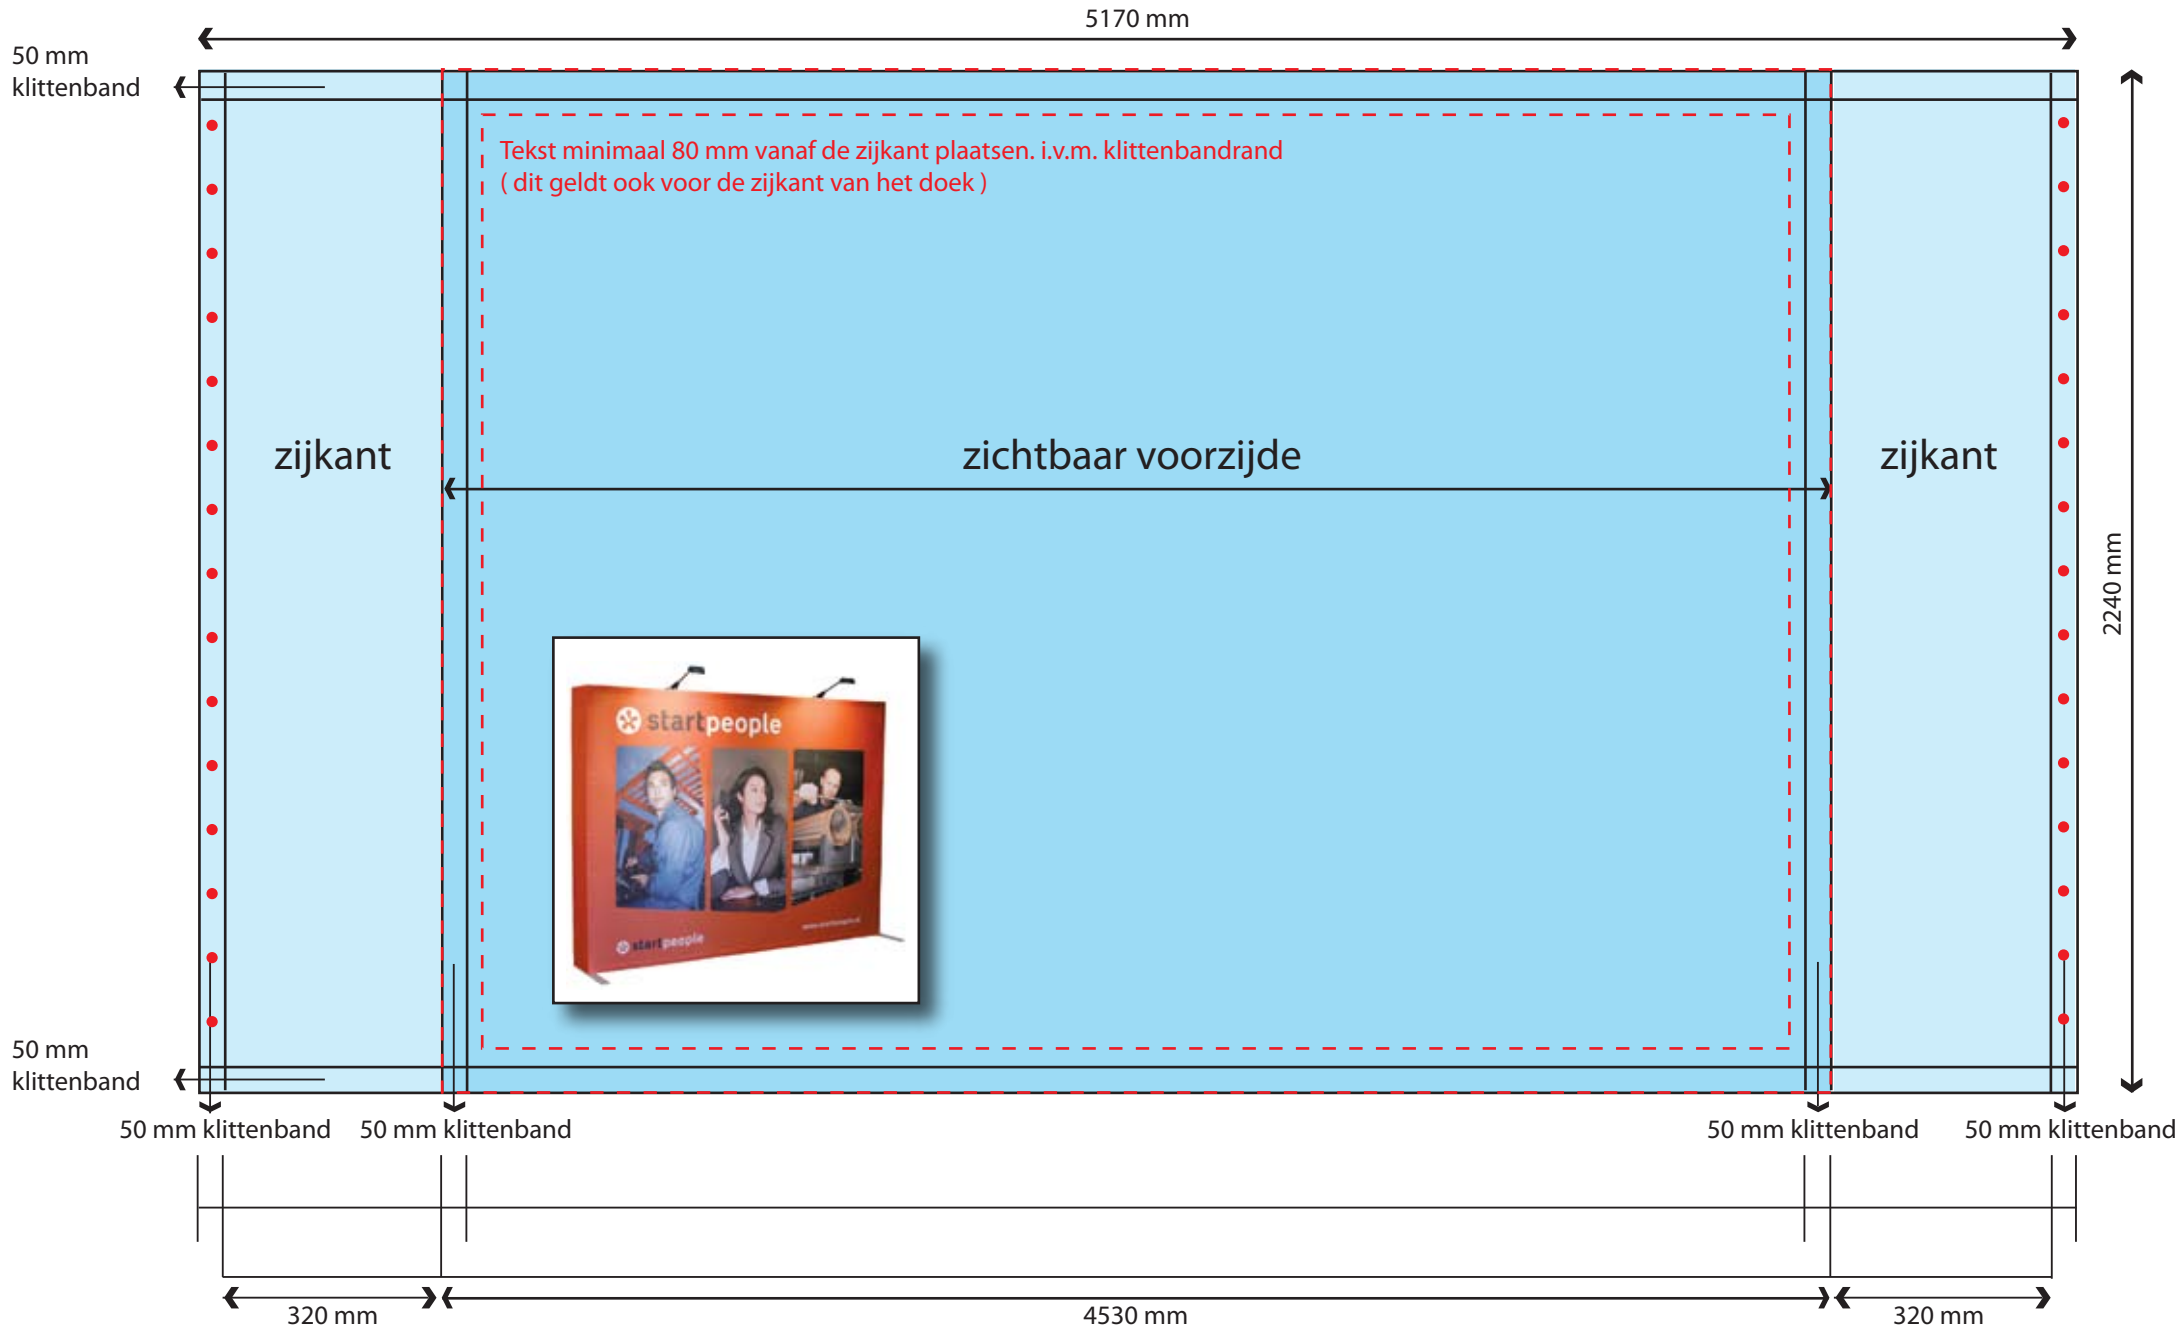 5170 mm
50 mm
klittenband
Tekst minimaal 80 mm vanaf de zijkant plaatsen. i.v.m. klittenbandrand
( dit geldt ook voor de zijkant van het doek )
zijkant
zichtbaar voorzijde
zijkant
2240 mm
startpeople
startpeople
50 mm
klittenband
50 mm klittenband
50 mm klittenband
50 mm klittenband
50 mm klittenband
320 mm
4530 mm
320 mm